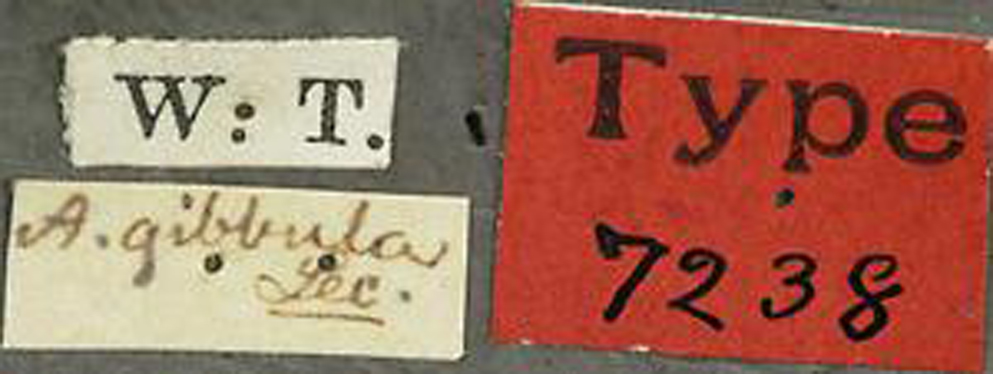 W. T.
A. gibbula
Lec.
Type
7238